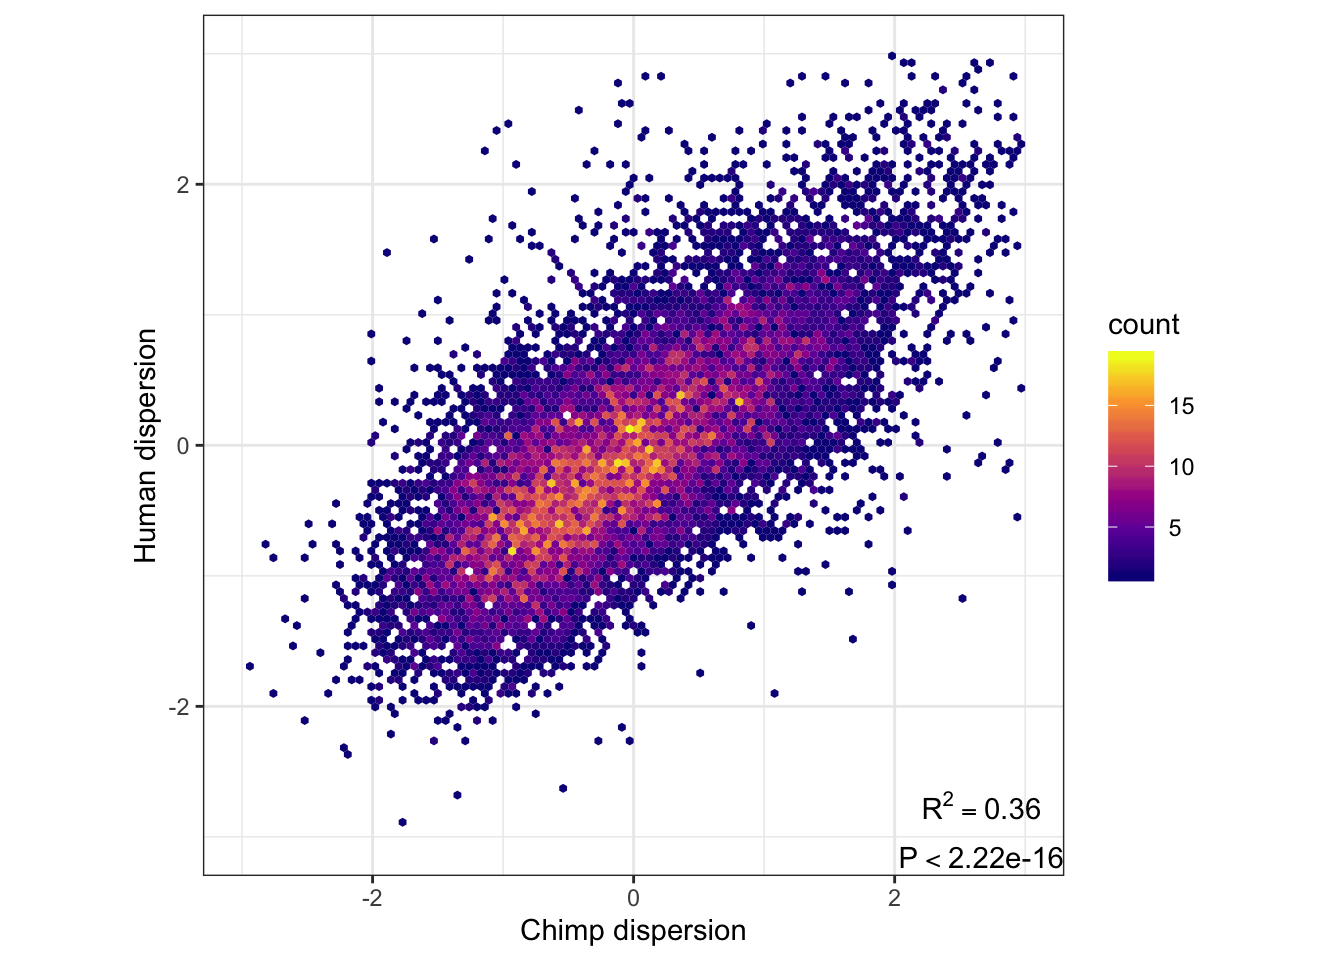 2
0
-2
Human dispersion
-2
0
2
Chimp dispersion
R² = 0.36
P < 2.22e-16
count
15
10
5